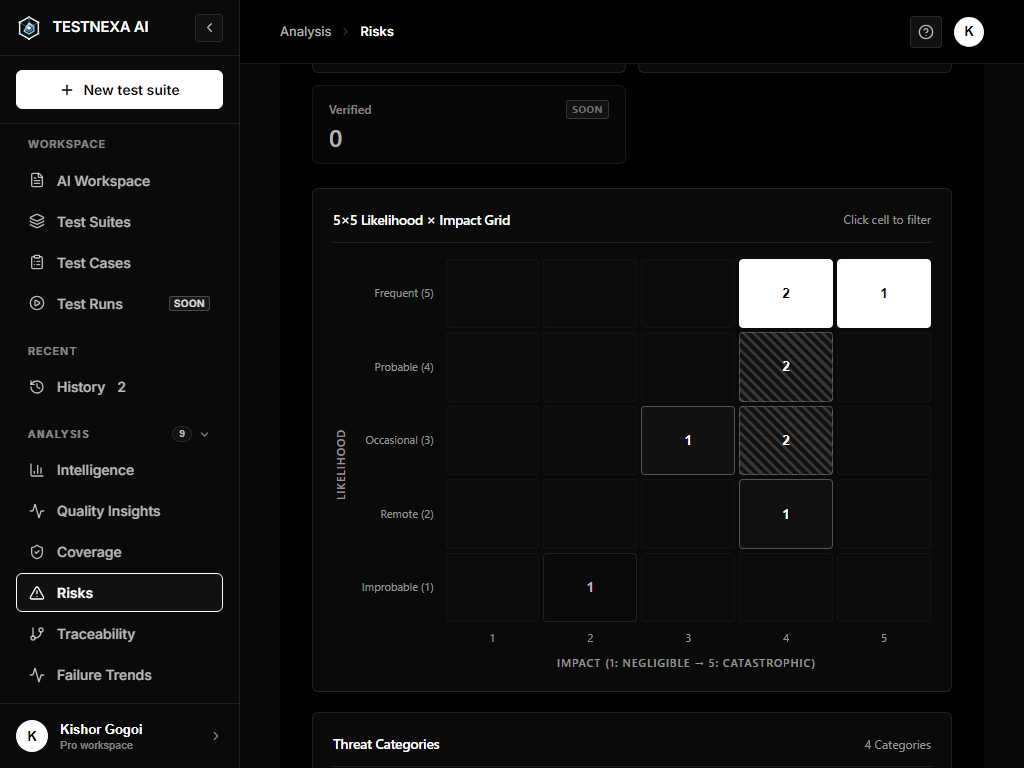 TESTNEXA AI
Analysis
Risks
K
New test suite
WORKSPACE
AI Workspace
Test Suites
Test Cases
Test Runs
SOON
RECENT
History 2
ANALYSIS
9
Intelligence
Quality Insights
Coverage
Risks
Traceability
Failure Trends
K
Kishor Gogoi
Pro workspace
Verified
SOON
0
5×5 Likelihood × Impact Grid
Click cell to filter
LIKELIHOOD
Frequent (5)
2
1
Probable (4)
2
Occasional (3)
1
2
Remote (2)
1
Improbable (1)
1
1 2 3 4 5
IMPACT (1: NEGLIGIBLE → 5: CATASTROPHIC)
Threat Categories
4 Categories